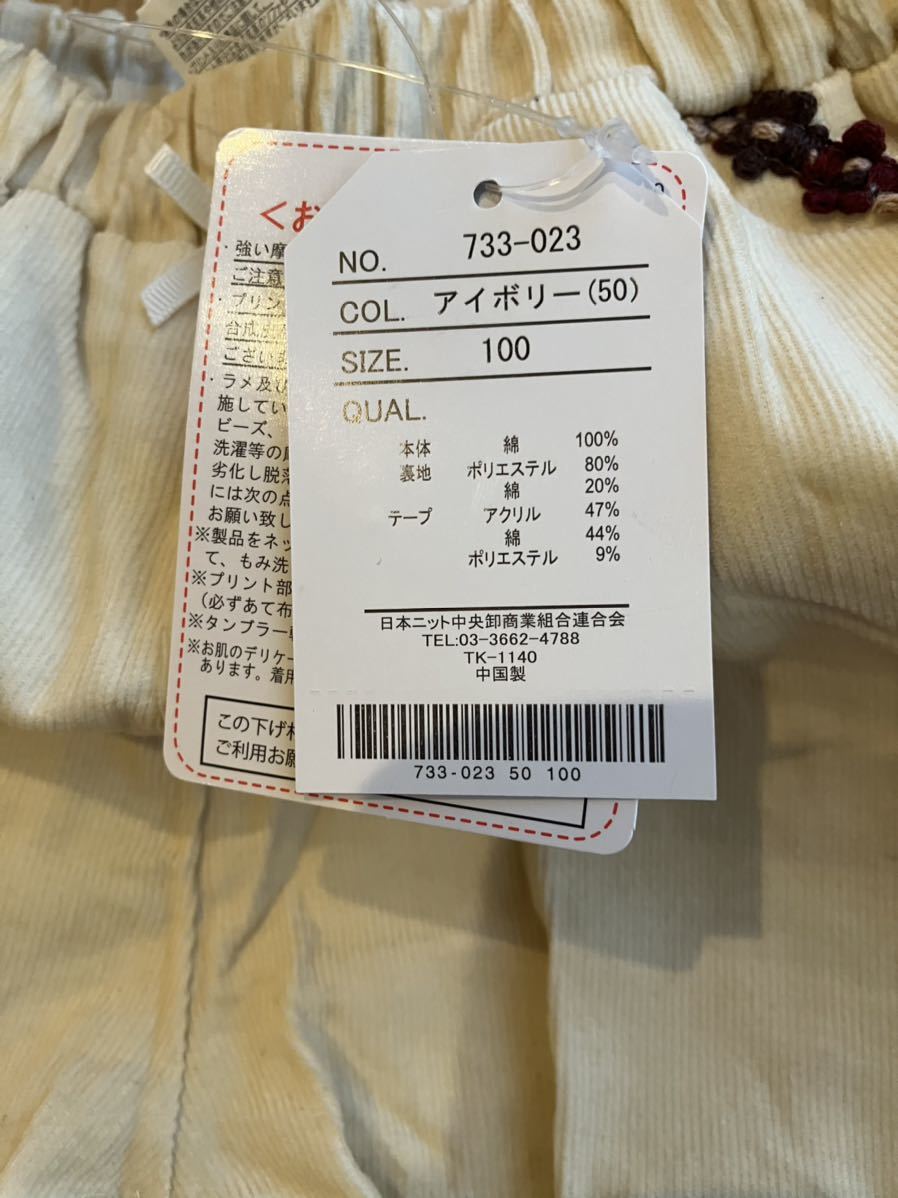 NO. 733-023
COL. アイボリー(50)
SIZE. 100
QUAL.
本体 綿 100%
裏地 ポリエステル 80%
綿 20%
テープ アクリル 47%
綿 44%
ポリエステル 9%
日本ニット中央卸商業組合連合会
TEL:03-3662-4788
TK-1140
中国製
733-023 50 100
＜お
・強い摩
ご注意
・プリン
合成
ござい
・ラメ及び
施してい
ビーズ、
洗濯等の
劣化し脱落
には次の点
お願い致し
※製品をネッ
て、もみ洗
※プリント部
（必ずあて布
※タンブラー
※お肌のデリケー
あります。着用
この下げ札
ご利用お願